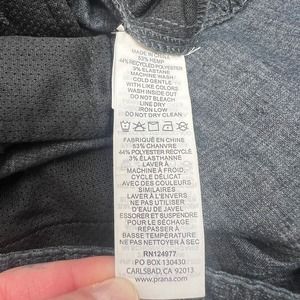 MADE IN CHINA
53% HEMP
44% RECYCLED POLYESTER
3% ELASTANE
MACHINE WASH
COLD GENTLE
WITH LIKE COLORS
WASH INSIDE OUT
DO NOT BLEACH
LINE DRY
IRON LOW
DO NOT DRY CLEAN
FABRIQUÉ EN CHINE
53% CHANVRE
44% POLYESTER RECYCLÉ
3% ÉLASTHANNE
LAVER À
MACHINE À FROID,
CYCLE DÉLICAT
AVEC DES COULEURS
SIMILAIRES
LAVER À L'ENVERS
NE PAS UTILISER
D'EAU DE JAVEL
ESSORER ET SUSPENDRE
POUR LE SÉCHAGE
REPASSER À
BASSE TEMPÉRATURE
NE PAS NETTOYER À SEC
RN124977
PO BOX 130430
CARLSBAD, CA 92013
www.prana.com